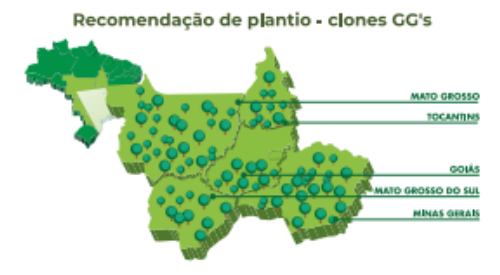 Recomendação de plantio - clones GG's
MATO GROSSO
TOCANTINS
GOIÁS
MATO GROSSO DO SUL
MINAS GERAIS